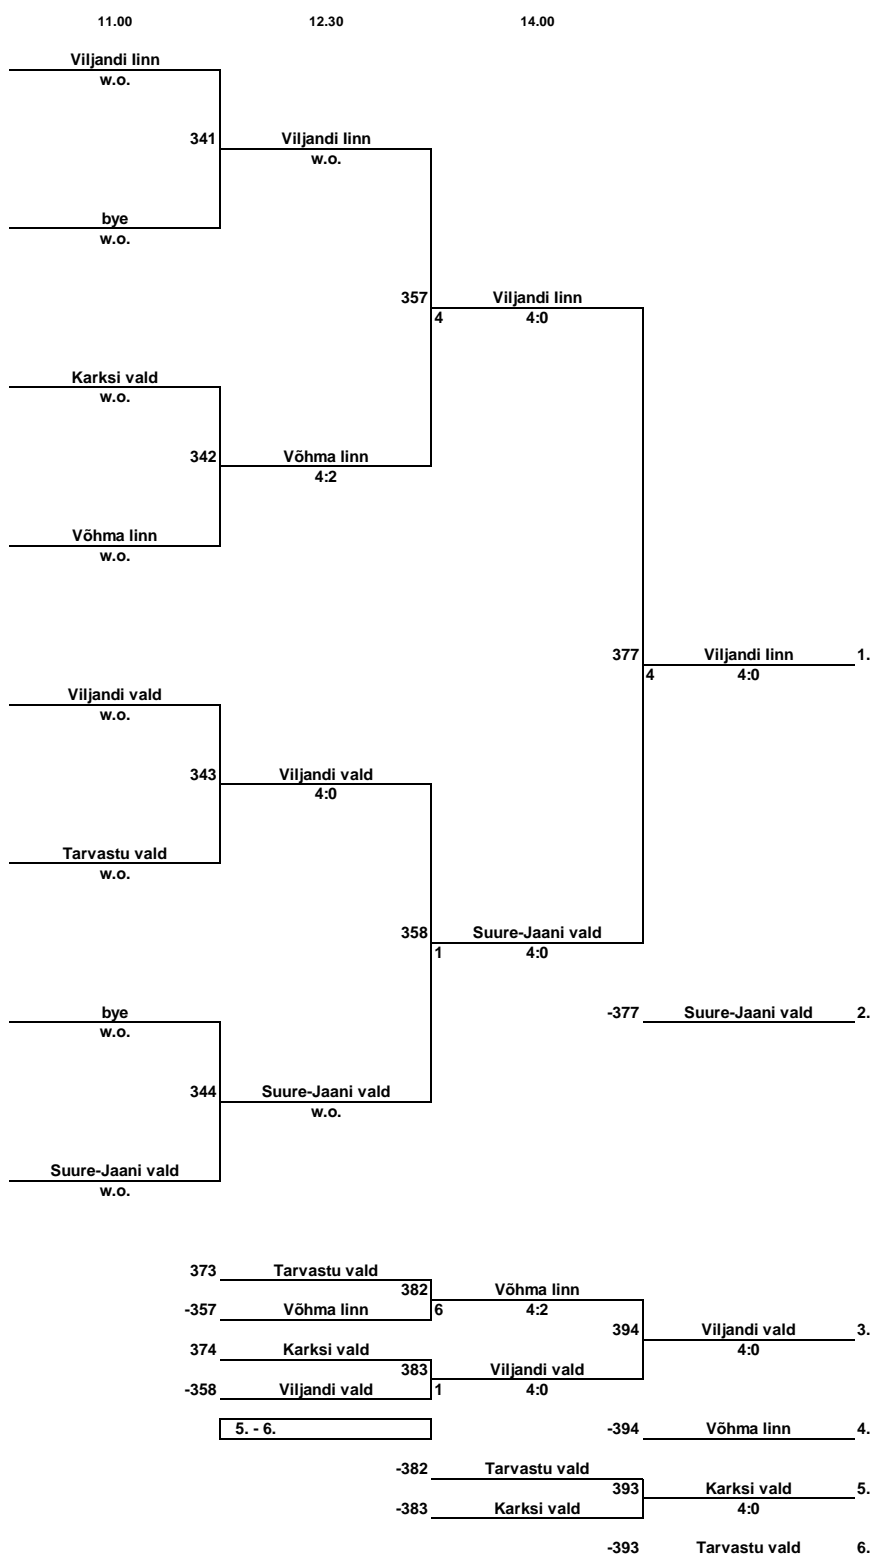 11.00 12.30 14.00
Viljandi linn
w.o.
341 Viljandi linn
w.o.
bye
w.o.
357 Viljandi linn
4 4:0
Karksi vald
w.o.
342 Võhma linn
4:2
Võhma linn
w.o.
377 Viljandi linn 1.
4 4:0
Viljandi vald
w.o.
343 Viljandi vald
4:0
Tarvastu vald
w.o.
358 Suure-Jaani vald
1 4:0
bye -377 Suure-Jaani vald 2.
w.o.
344 Suure-Jaani vald
w.o.
Suure-Jaani vald
w.o.
373 Tarvastu vald
382 Võhma linn
-357 Võhma linn 6 4:2
394 Viljandi vald 3.
374 Karksi vald 4:0
383 Viljandi vald
-358 Viljandi vald 1 4:0
5. - 6. -394 Võhma linn 4.
-382 Tarvastu vald
393 Karksi vald 5.
-383 Karksi vald 4:0
-393 Tarvastu vald 6.